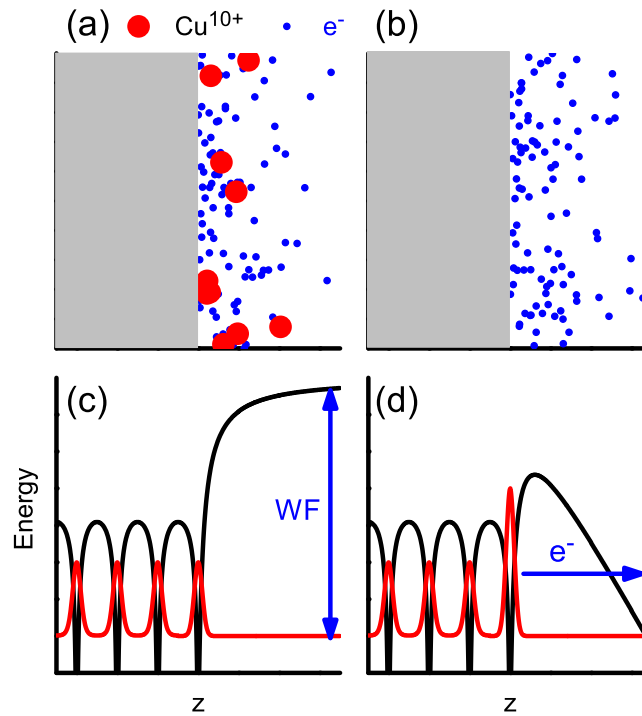 (a) Cu¹⁰⁺ e⁻ (b)
(c) (d)
Energy
WF
e⁻
z z